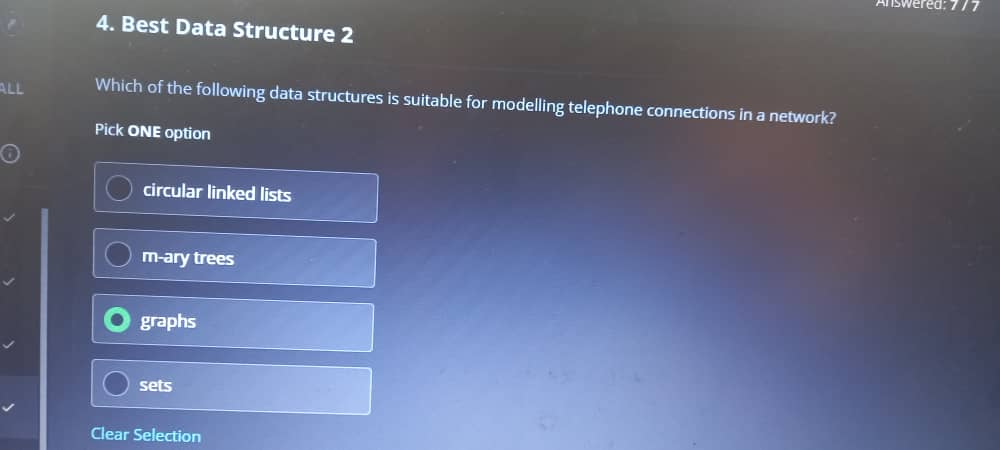 Answered: 7 / 7
4. Best Data Structure 2
ALL
Which of the following data structures is suitable for modelling telephone connections in a network?
Pick ONE option
circular linked lists
m-ary trees
graphs
sets
Clear Selection